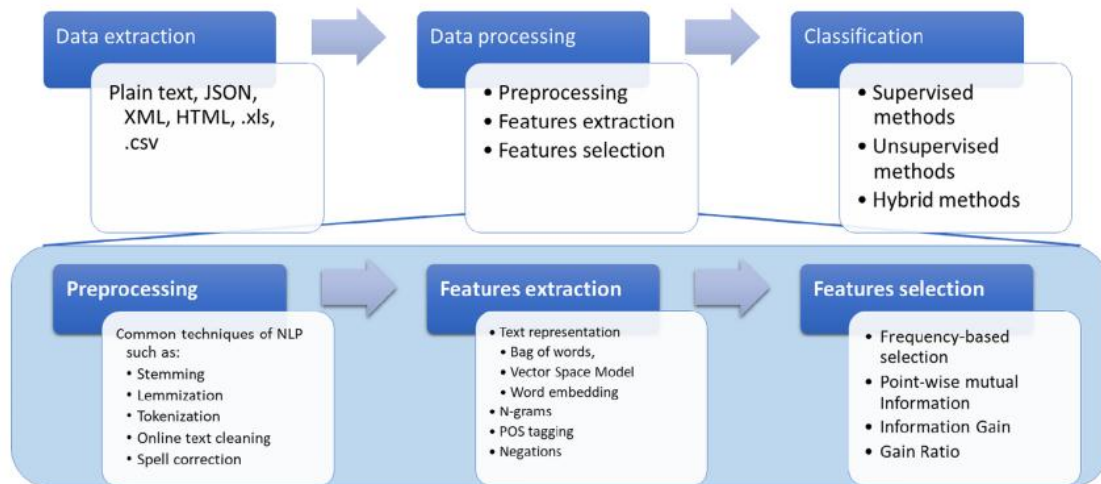 Data extraction
Plain text, JSON,
XML, HTML, .xls,
.csv
Data processing
• Preprocessing
• Features extraction
• Features selection
Classification
• Supervised
methods
• Unsupervised
methods
• Hybrid methods
Preprocessing
Common techniques of NLP
such as:
• Stemming
• Lemmization
• Tokenization
• Online text cleaning
• Spell correction
Features extraction
• Text representation
• Bag of words,
• Vector Space Model
• Word embedding
• N-grams
• POS tagging
• Negations
Features selection
• Frequency-based
selection
• Point-wise mutual
Information
• Information Gain
• Gain Ratio